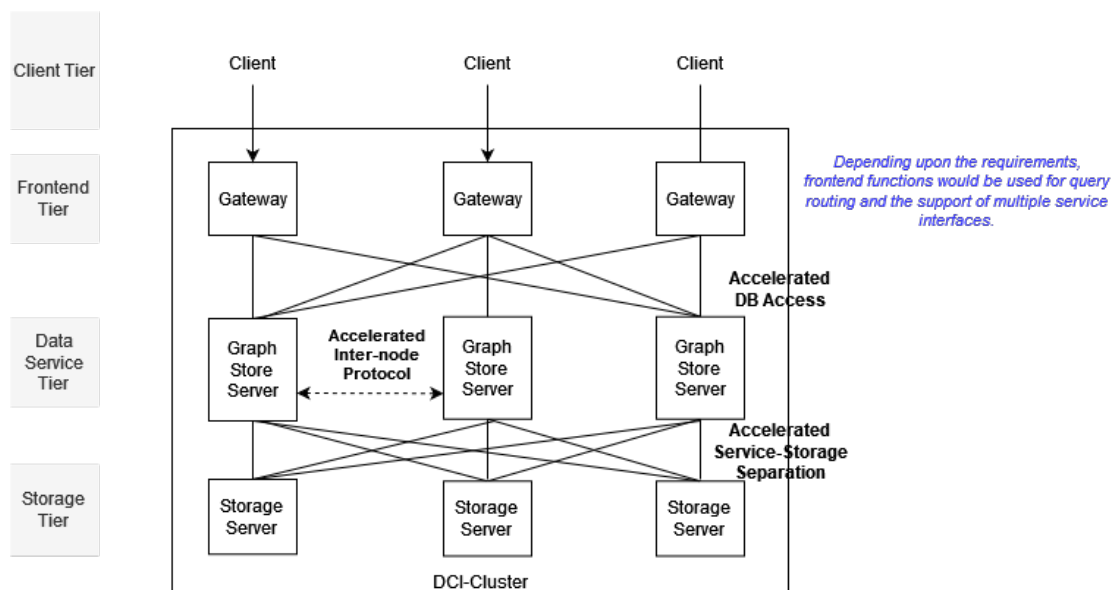 Client Tier
Client
Client
Client
Frontend
Tier
Gateway
Gateway
Gateway
Depending upon the requirements,
frontend functions would be used for query
routing and the support of multiple service
interfaces.
Accelerated
DB Access
Data
Service
Tier
Graph
Store
Server
Accelerated
Inter-node
Protocol
Graph
Store
Server
Graph
Store
Server
Accelerated
Service-Storage
Separation
Storage
Tier
Storage
Server
Storage
Server
Storage
Server
DCI-Cluster